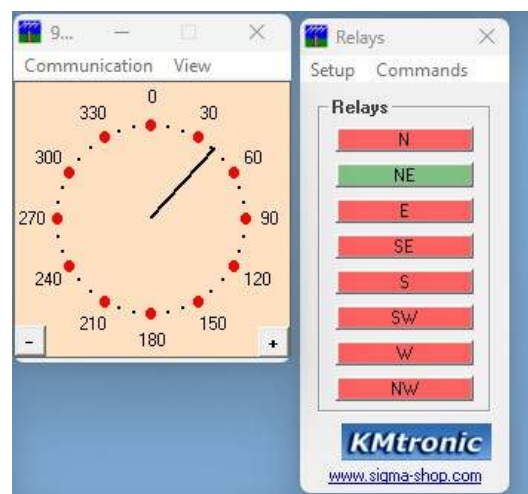 9...
Communication View
0
30
60
90
120
150
180
210
240
270
300
330
-
+
Relays
Setup Commands
Relays
N
NE
E
SE
S
SW
W
NW
KMtronic
www.sigma-shop.com